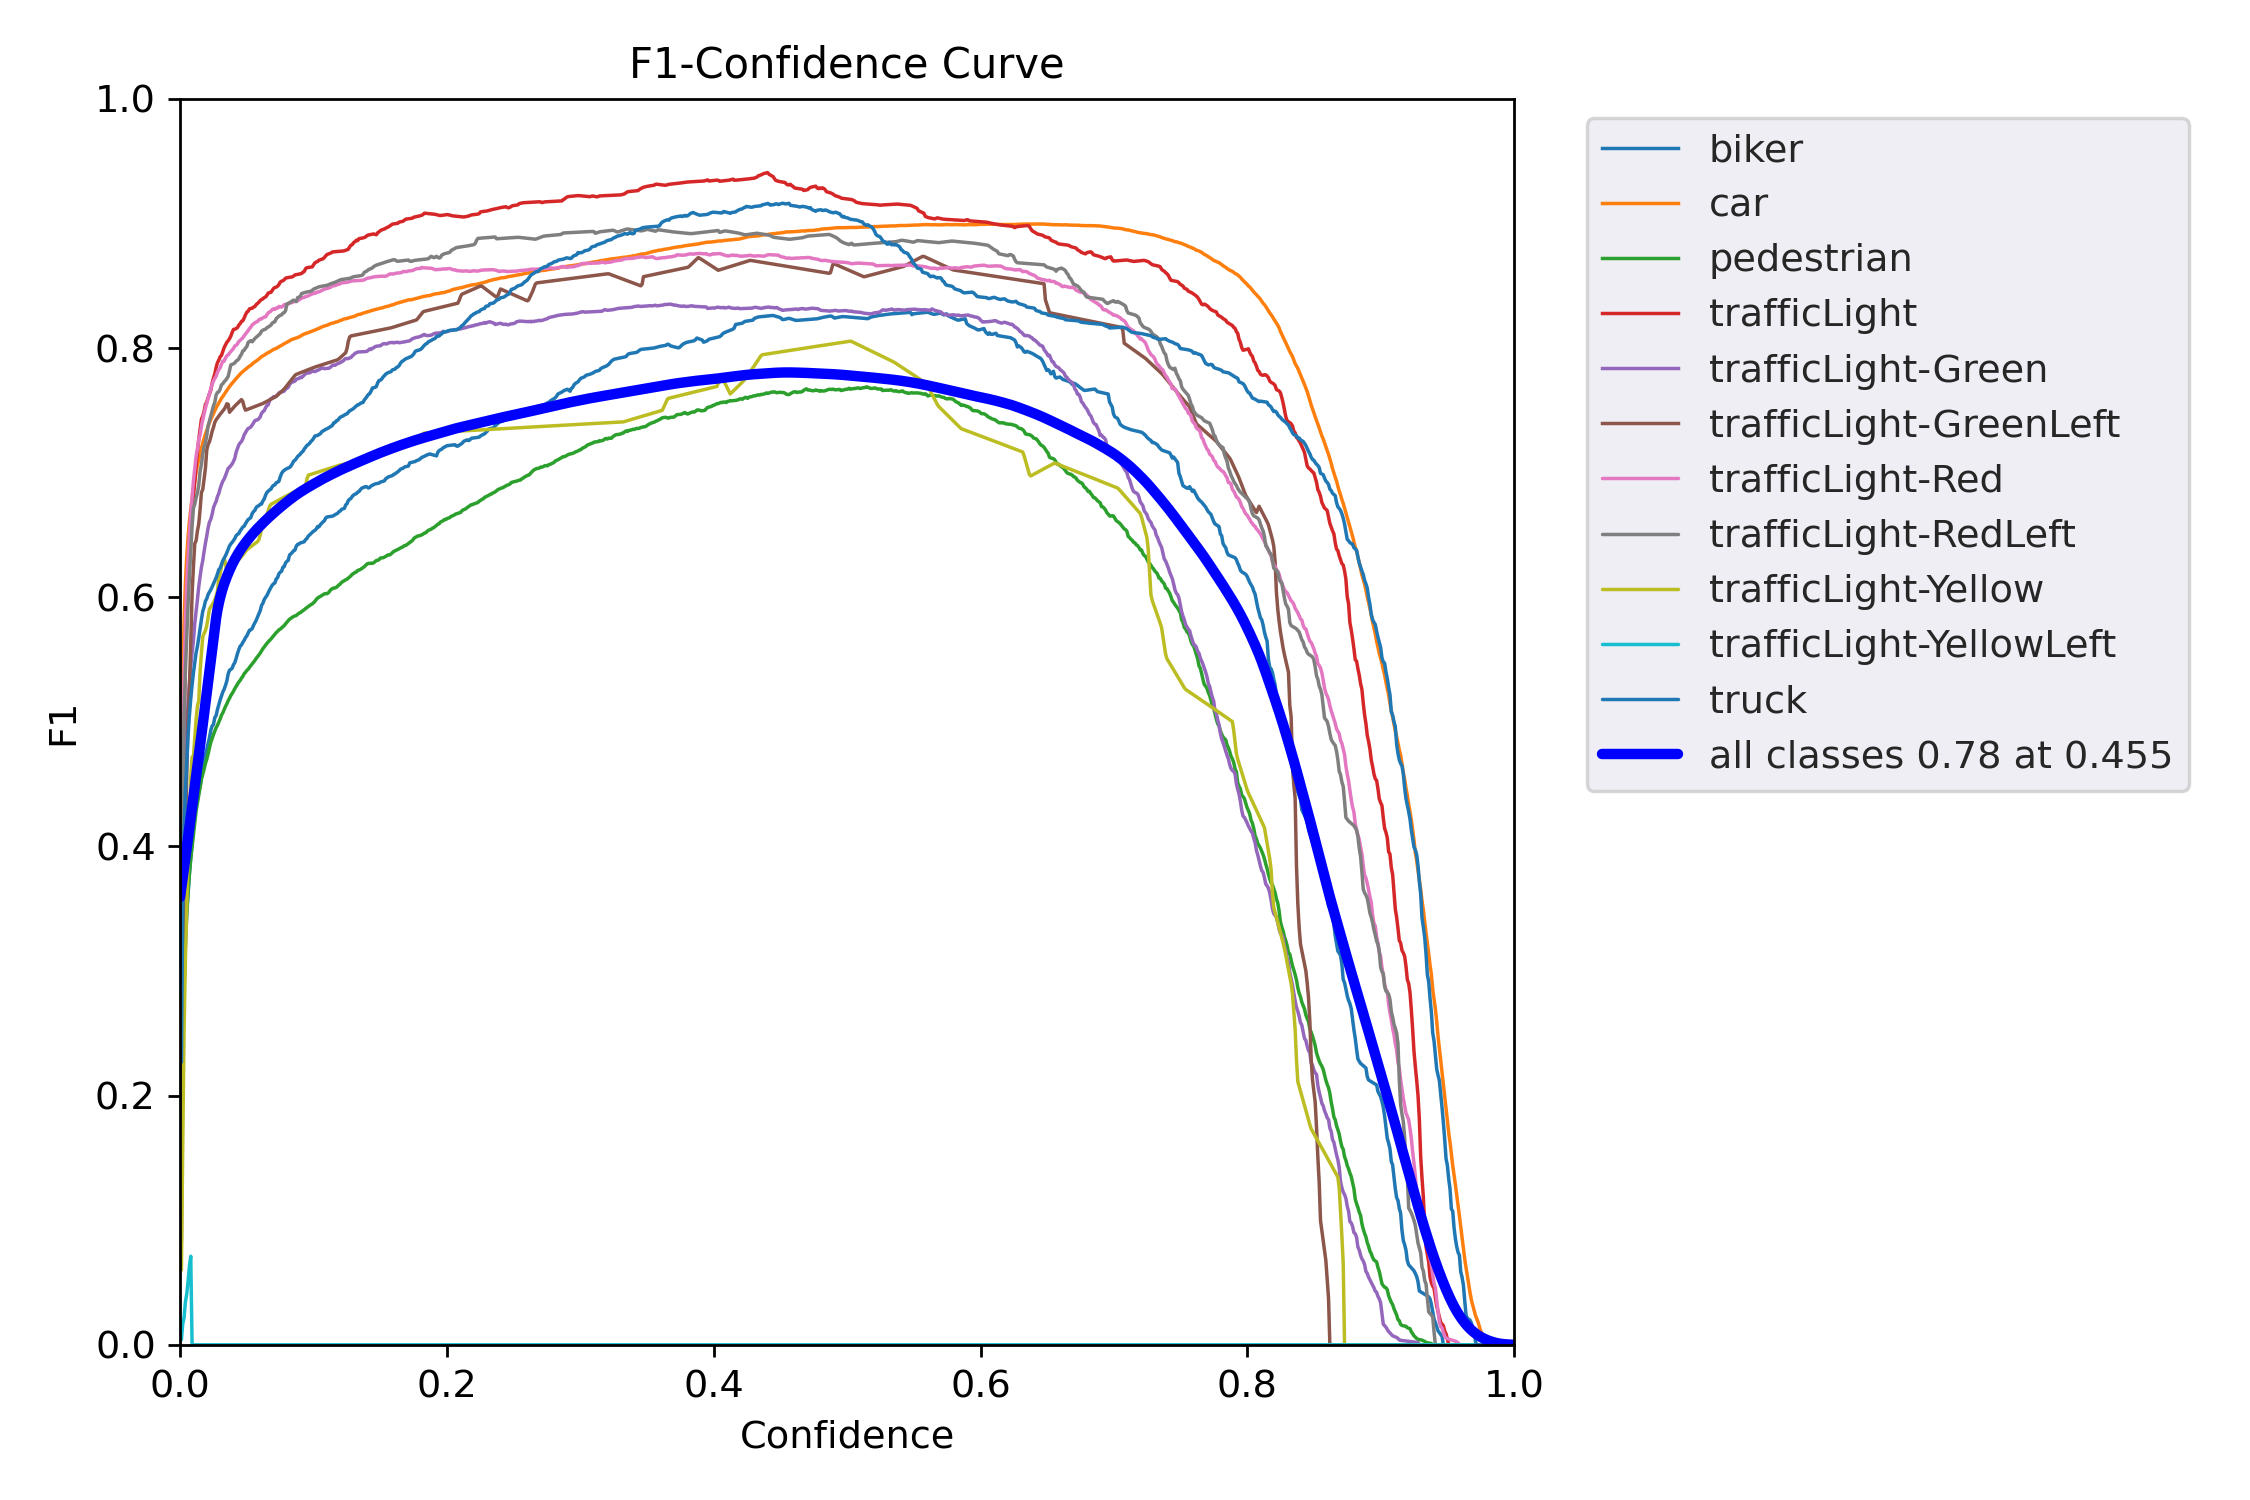 F1-Confidence Curve
1.0
0.8
0.6
0.4
0.2
0.0
F1
0.0 0.2 0.4 0.6 0.8 1.0
Confidence
biker
car
pedestrian
trafficLight
trafficLight-Green
trafficLight-GreenLeft
trafficLight-Red
trafficLight-RedLeft
trafficLight-Yellow
trafficLight-YellowLeft
truck
all classes 0.78 at 0.455